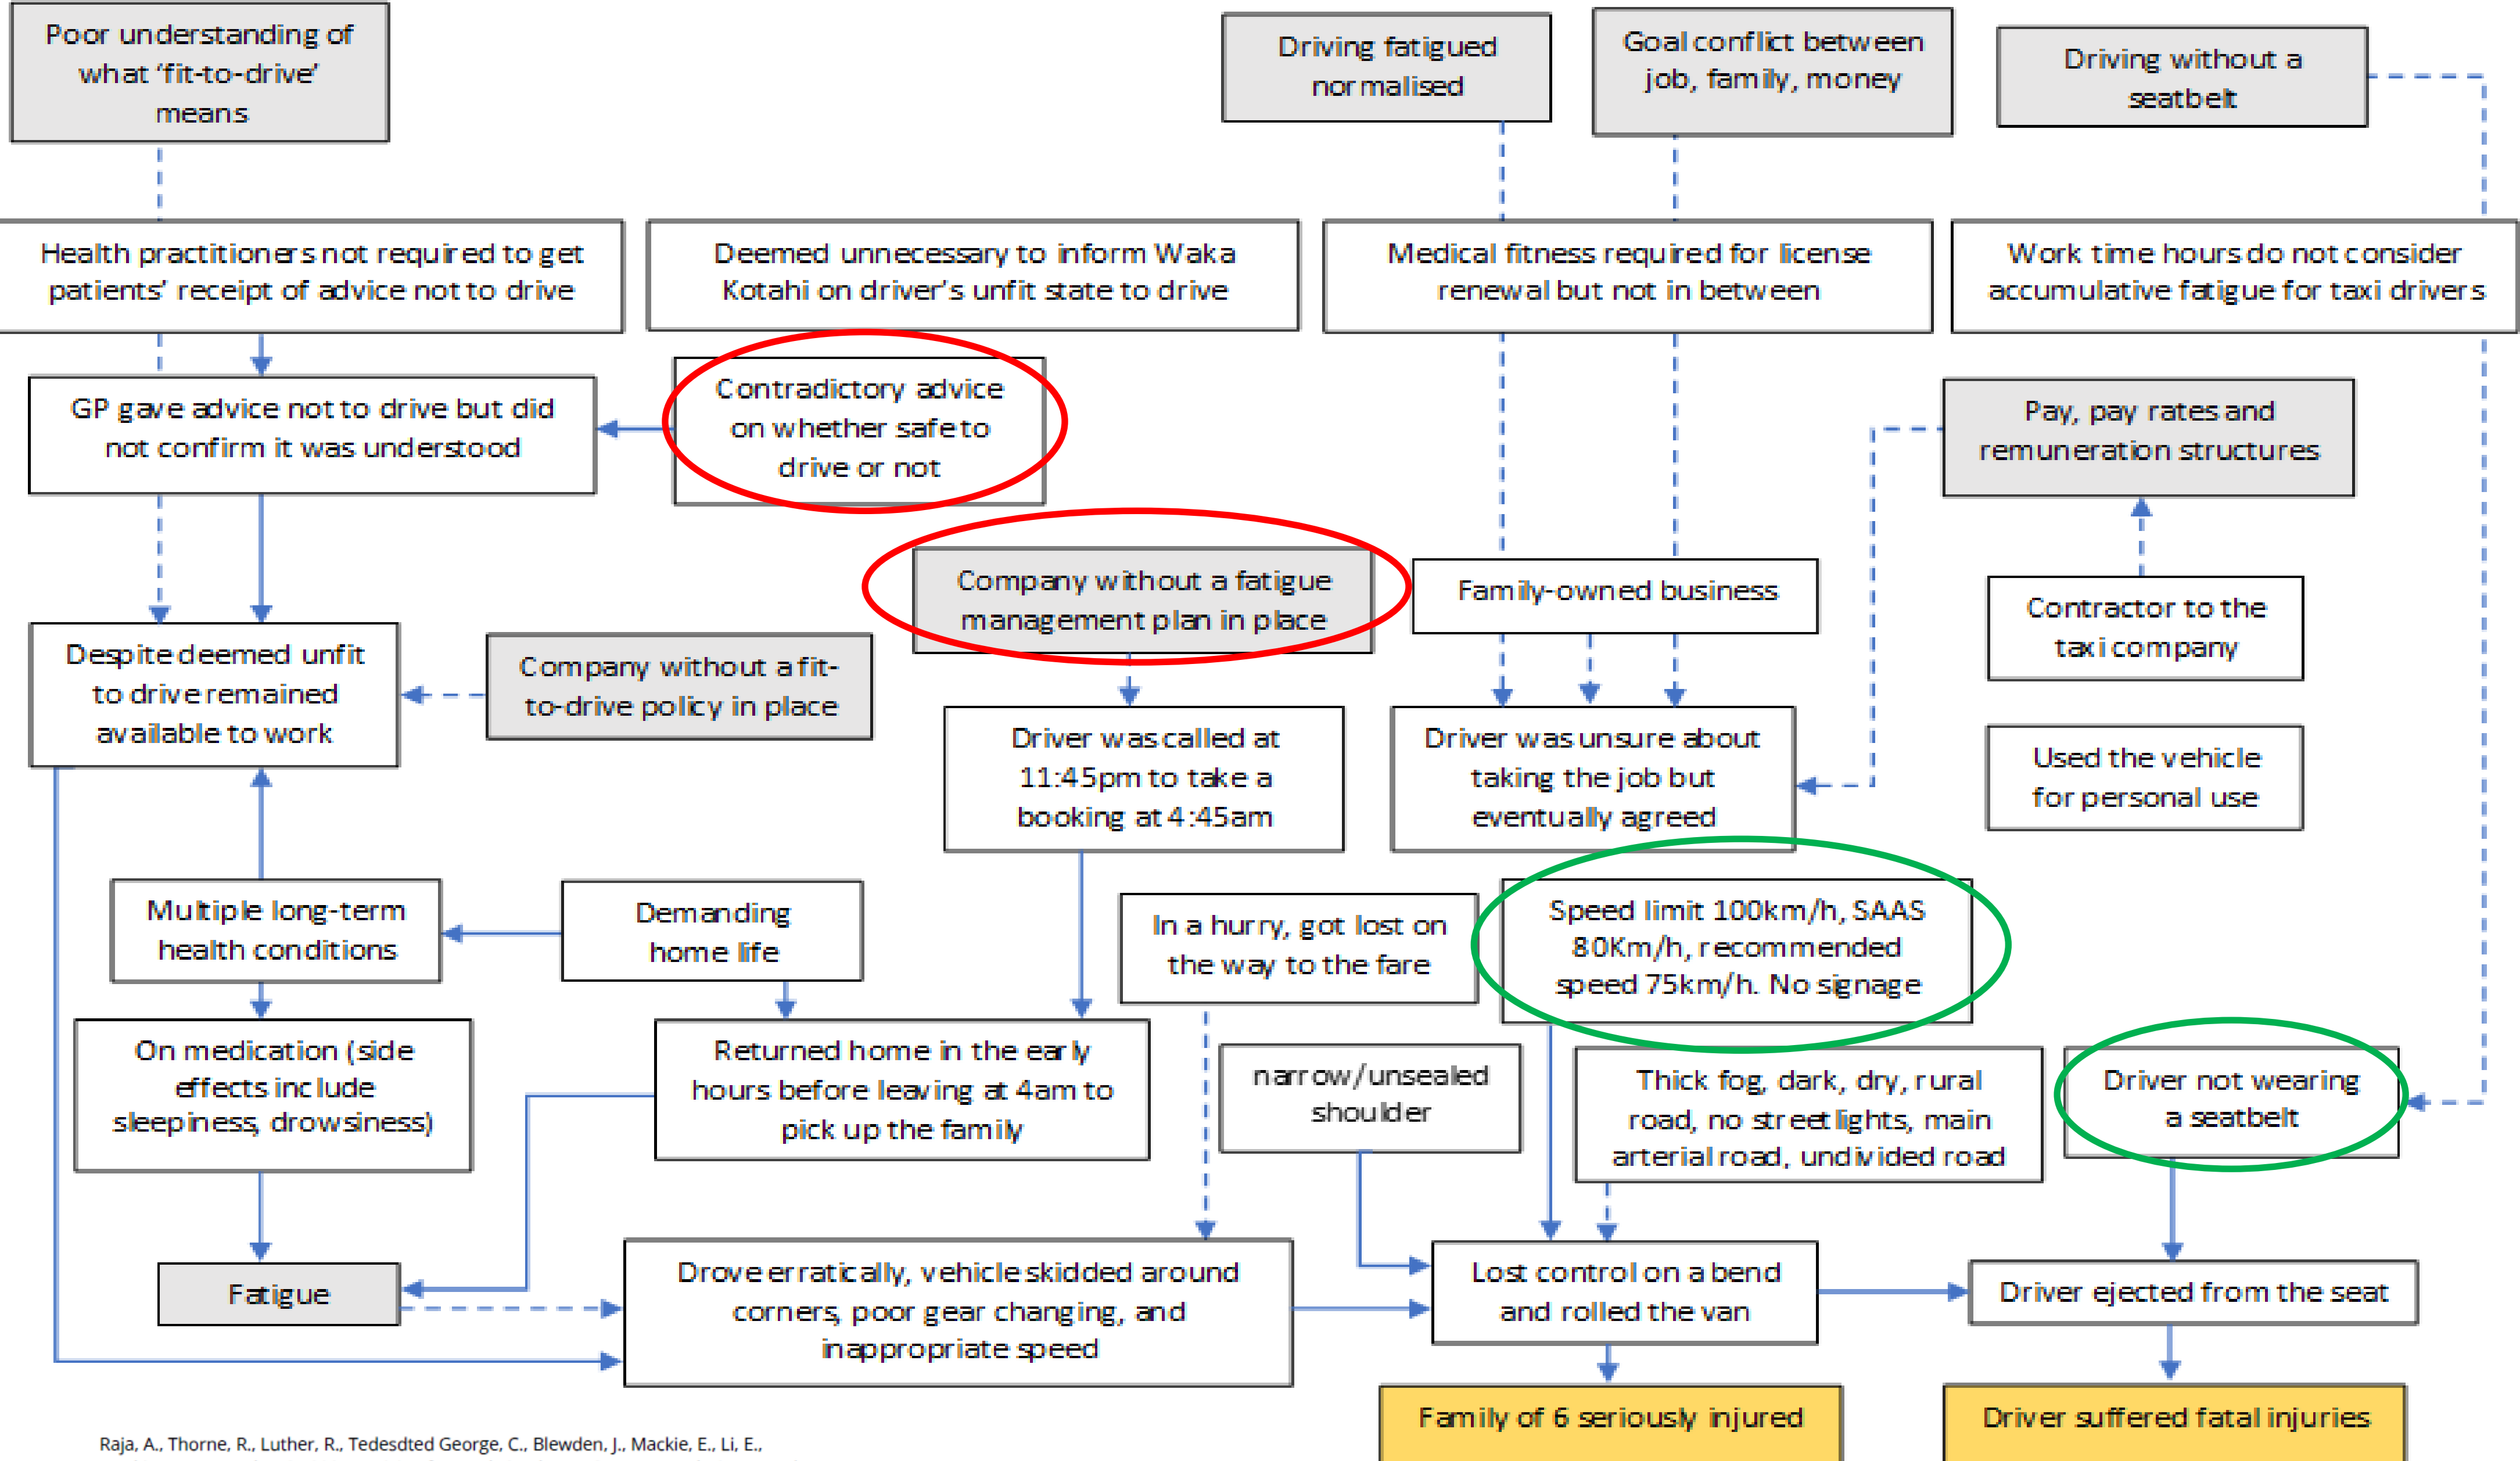 Poor understanding of
what ‘fit-to-drive’
means
Driving fatigued
normalised
Goal conflict between
job, family, money
Driving without a
seatbelt
Health practitioners not required to get
patients’ receipt of advice not to drive
Deemed unnecessary to inform Waka
Kotahi on driver’s unfit state to drive
Medical fitness required for license
renewal but not in between
Work time hours do not consider
accumulative fatigue for taxi drivers
GP gave advice not to drive but did
not confirm it was understood
Contradictory advice
on whether safe to
drive or not
Pay, pay rates and
remuneration structures
Company without a fatigue
management plan in place
Family-owned business
Contractor to the
taxi company
Despite deemed unfit
to drive remained
available to work
Company without a fit-
to-drive policy in place
Driver was called at
11:45pm to take a
booking at 4:45am
Driver was unsure about
taking the job but
eventually agreed
Used the vehicle
for personal use
Multiple long-term
health conditions
Demanding
home life
In a hurry, got lost on
the way to the fare
Speed limit 100km/h, SAAS
80Km/h, recommended
speed 75km/h. No signage
On medication (side
effects include
sleepiness, drowsiness)
Returned home in the early
hours before leaving at 4am to
pick up the family
narrow/unsealed
shoulder
Thick fog, dark, dry, rural
road, no streetlights, main
arterial road, undivided road
Driver not wearing
a seatbelt
Fatigue
Drove erratically, vehicle skidded around
corners, poor gear changing, and
inappropriate speed
Lost control on a bend
and rolled the van
Driver ejected from the seat
Family of 6 seriously injured
Driver suffered fatal injuries
Raja, A., Thorne, R., Luther, R., Tedesdted George, C., Blewden, J., Mackie, E., Li, E.,